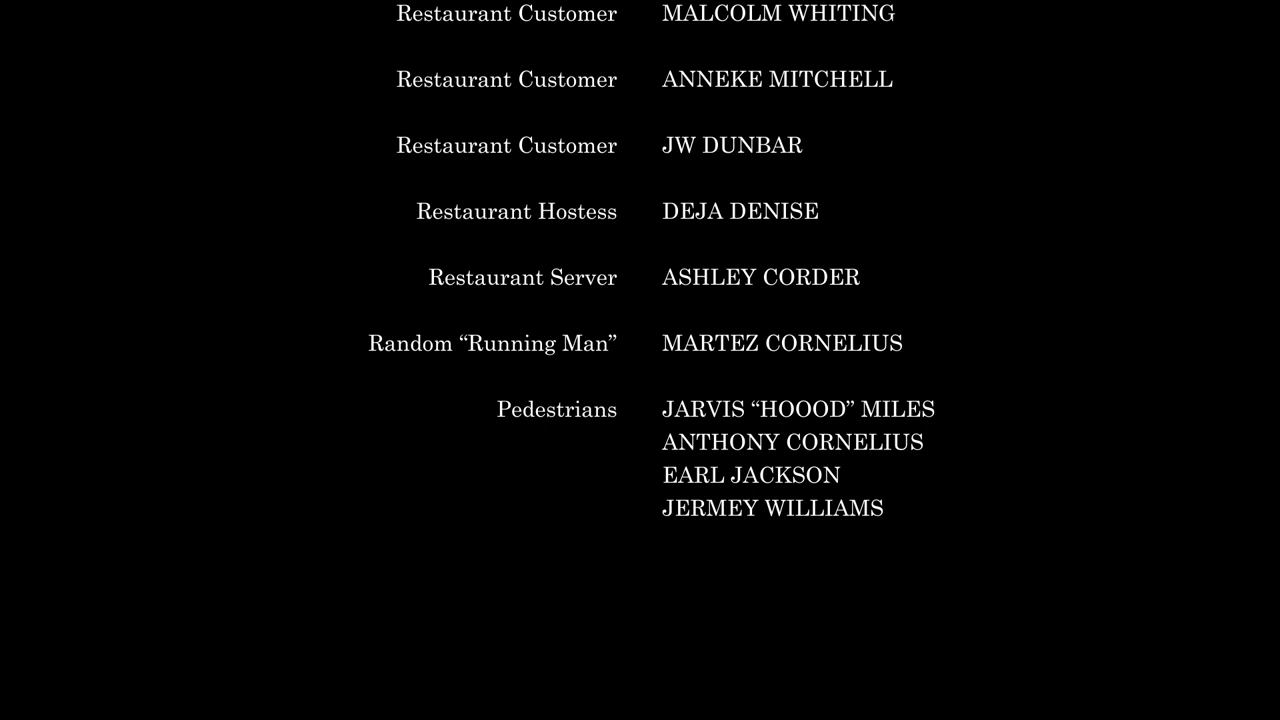 Restaurant Customer MALCOLM WHITING
Restaurant Customer ANNEKE MITCHELL
Restaurant Customer JW DUNBAR
Restaurant Hostess DEJA DENISE
Restaurant Server ASHLEY CORDER
Random “Running Man” MARTEZ CORNELIUS
Pedestrians JARVIS “HOOOD” MILES
ANTHONY CORNELIUS
EARL JACKSON
JERMEY WILLIAMS